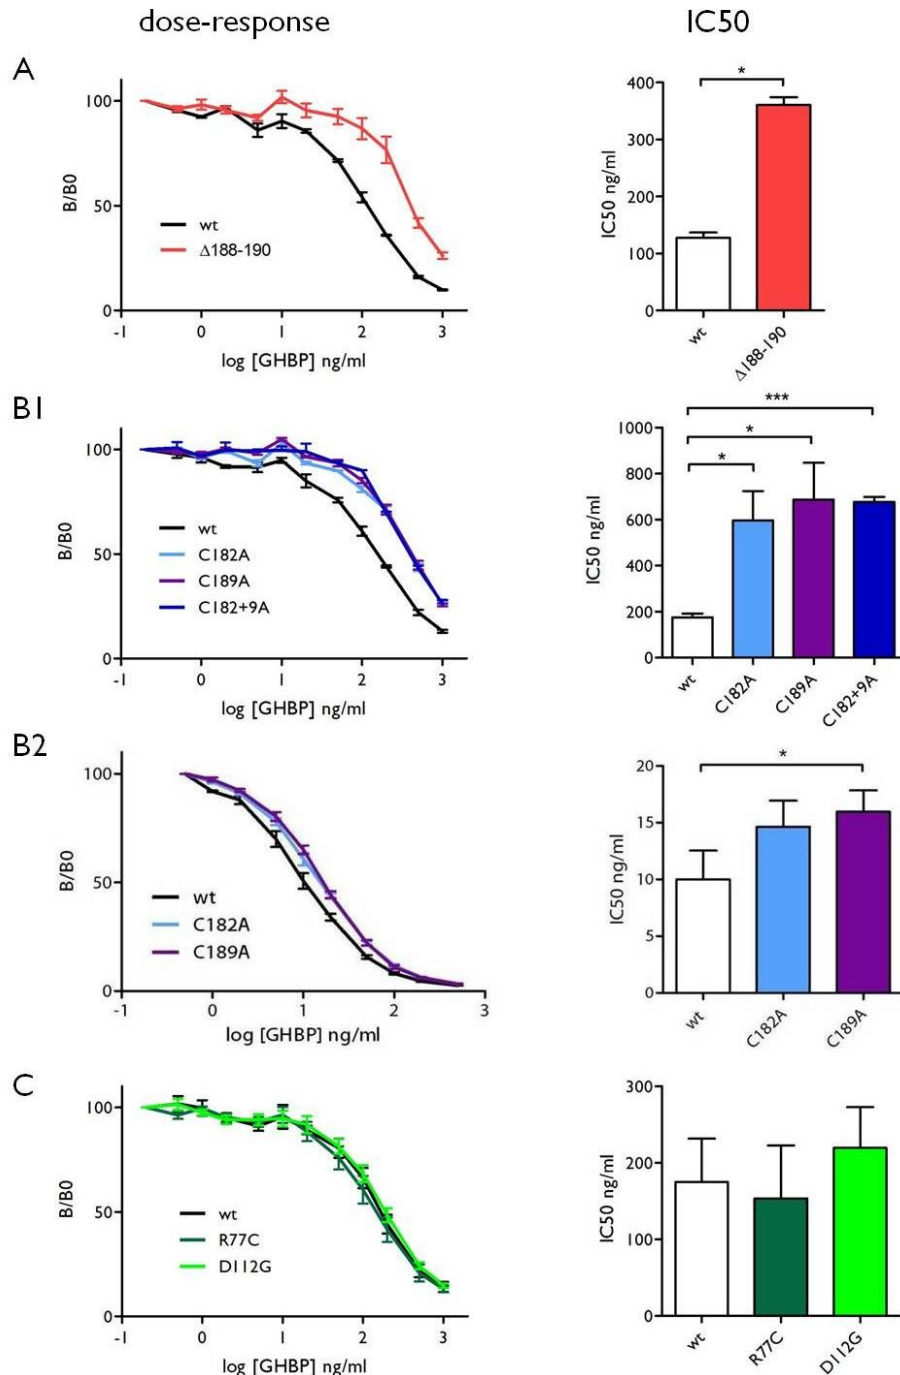 dose-response
IC50
A
100
50
0
B/B0
wt
Δ188-190
-1 0 1 2 3
log [GHBP] ng/ml
400
300
200
100
0
IC50 ng/ml
*
wt
Δ188-190
B1
100
50
0
B/B0
wt
C182A
C189A
C182+9A
-1 0 1 2 3
log [GHBP] ng/ml
1000
800
600
400
200
0
IC50 ng/ml
***
*
*
wt
C182A
C189A
C182+9A
B2
100
50
0
B/B0
wt
C182A
C189A
-1 0 1 2 3
log [GHBP] ng/ml
20
15
10
5
0
IC50 ng/ml
*
wt
C182A
C189A
C
100
50
0
B/B0
wt
R77C
D112G
-1 0 1 2 3
log [GHBP] ng/ml
300
200
100
0
IC50 ng/ml
wt
R77C
D112G